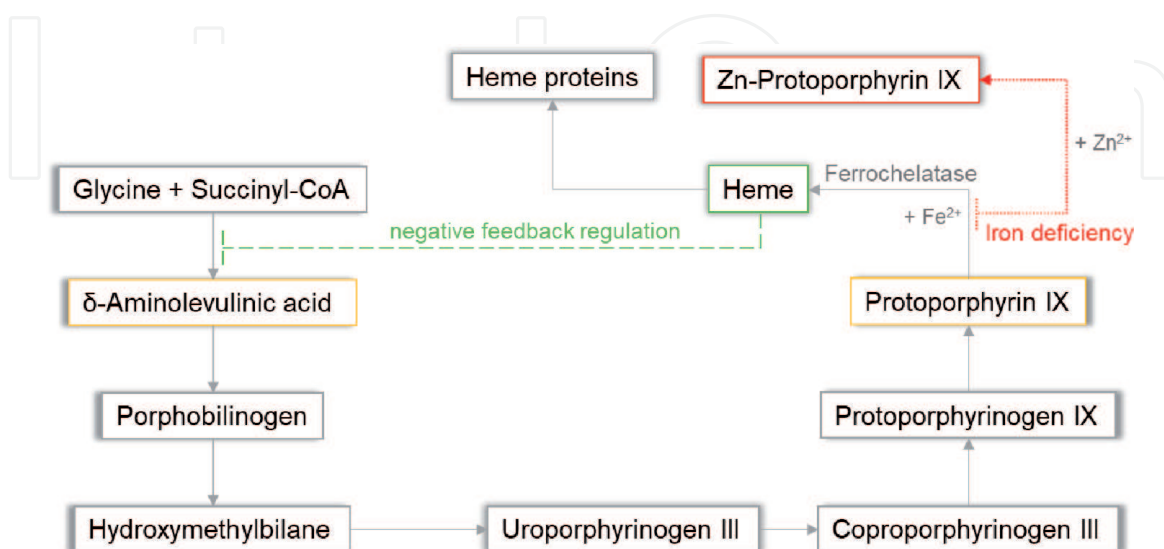 Heme proteins
Zn-Protoporphyrin IX
+ Zn²⁺
Glycine + Succinyl-CoA
Heme
Ferrochelatase
+ Fe²⁺
negative feedback regulation
Iron deficiency
δ-Aminolevulinic acid
Protoporphyrin IX
Porphobilinogen
Protoporphyrinogen IX
Hydroxymethylbilane
Uroporphyrinogen III
Coproporphyrinogen III